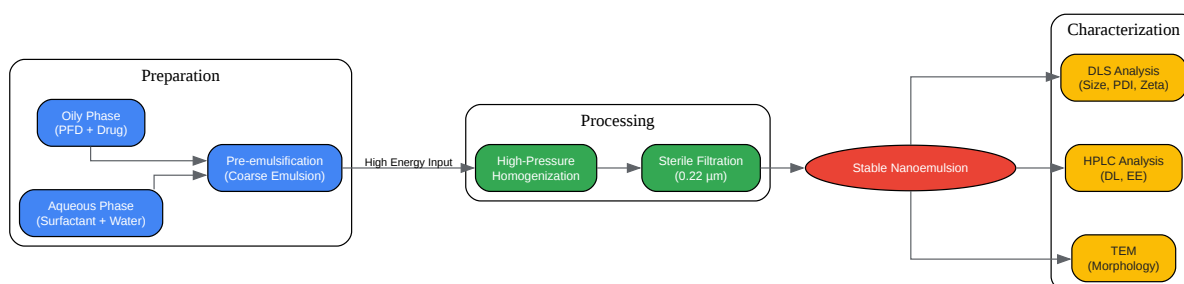 Preparation
Oily Phase
(PFD + Drug)
Aqueous Phase
(Surfactant + Water)
Pre-emulsification
(Coarse Emulsion)
High Energy Input
Processing
High-Pressure
Homogenization
Sterile Filtration
(0.22 µm)
Stable Nanoemulsion
Characterization
DLS Analysis
(Size, PDI, Zeta)
HPLC Analysis
(DL, EE)
TEM
(Morphology)